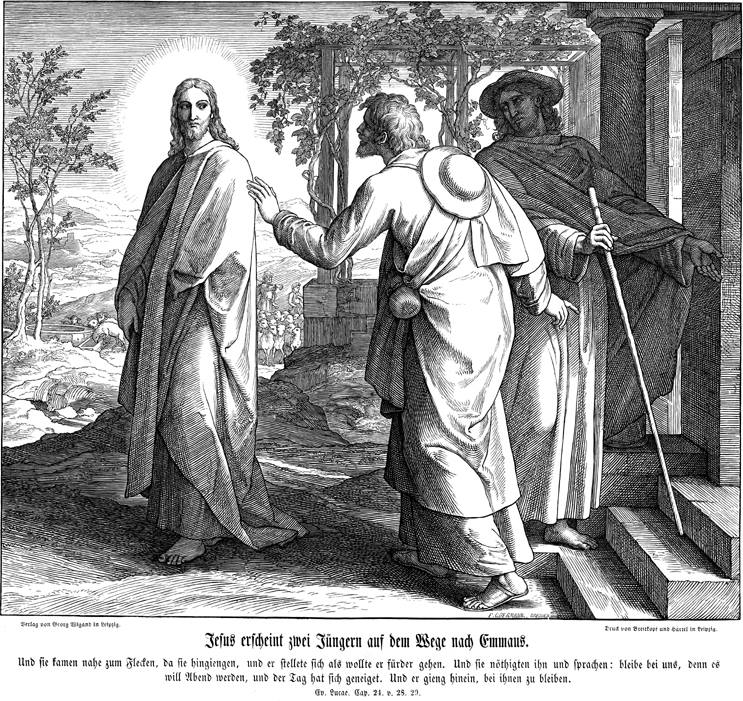 Verlag von Georg Wigand in Leipzig.
Druck von Breitkopf und Härtel in Leipzig.
Jesus erscheint zwei Jüngern auf dem Wege nach Emmaus.
Und sie kamen nahe zum Flecken, da sie hingiengen, und er stellete sich als wollte er fürder gehen. Und sie nöthigten ihn und sprachen: bleibe bei uns, denn es
will Abend werden, und der Tag hat sich geneiget. Und er gieng hinein, bei ihnen zu bleiben.
Ev. Lucae. Cap. 24. v. 28. 29.